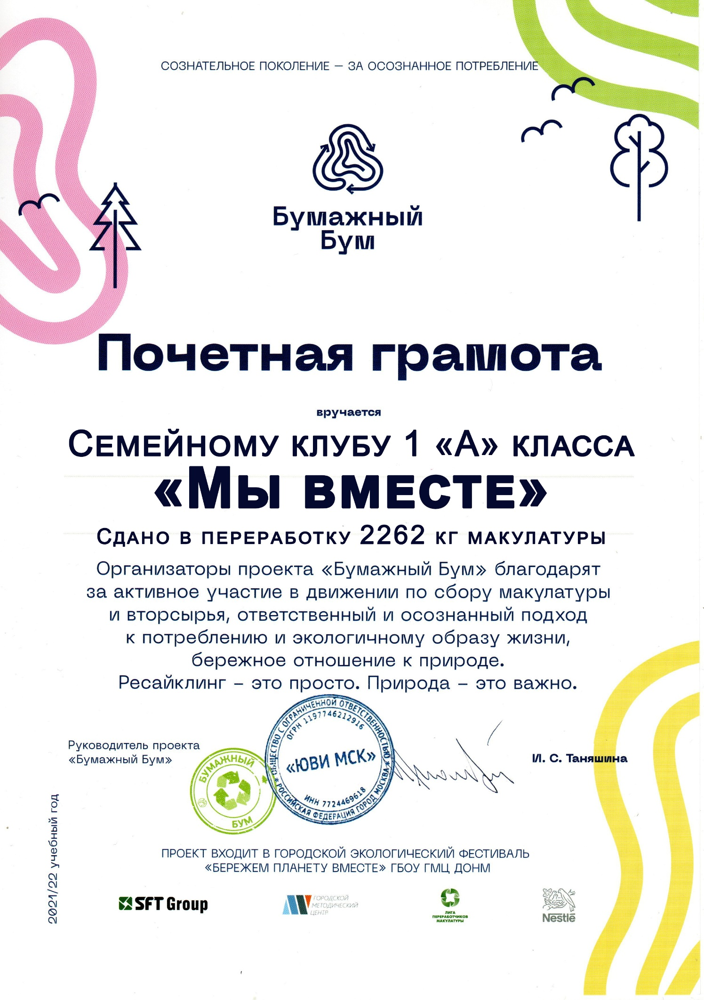 СОЗНАТЕЛЬНОЕ ПОКОЛЕНИЕ – ЗА ОСОЗНАННОЕ ПОТРЕБЛЕНИЕ
Бумажный
Бум
Почетная грамота
вручается
Семейному клубу 1 «А» класса
«Мы вместе»
Сдано в переработку 2262 кг макулатуры
Организаторы проекта «Бумажный Бум» благодарят
за активное участие в движении по сбору макулатуры
и вторсырья, ответственный и осознанный подход
к потреблению и экологичному образу жизни,
бережное отношение к природе.
Ресайклинг – это просто. Природа – это важно.
Руководитель проекта
«Бумажный Бум»
БУМАЖНЫЙ
БУМ
ОБЩЕСТВО С ОГРАНИЧЕННОЙ ОТВЕТСТВЕННОСТЬЮ
ОГРН 1197746212916
«ЮВИ МСК»
ИНН 7724469618
* РОССИЙСКАЯ ФЕДЕРАЦИЯ ГОРОД МОСКВА *
И. С. Таняшина
2021/22 учебный год
ПРОЕКТ ВХОДИТ В ГОРОДСКОЙ ЭКОЛОГИЧЕСКИЙ ФЕСТИВАЛЬ
«БЕРЕЖЕМ ПЛАНЕТУ ВМЕСТЕ» ГБОУ ГМЦ ДОНМ
SFT Group
ГОРОДСКОЙ
МЕТОДИЧЕСКИЙ
ЦЕНТР
ЛИГА
ПЕРЕРАБОТЧИКОВ
МАКУЛАТУРЫ
Nestlé